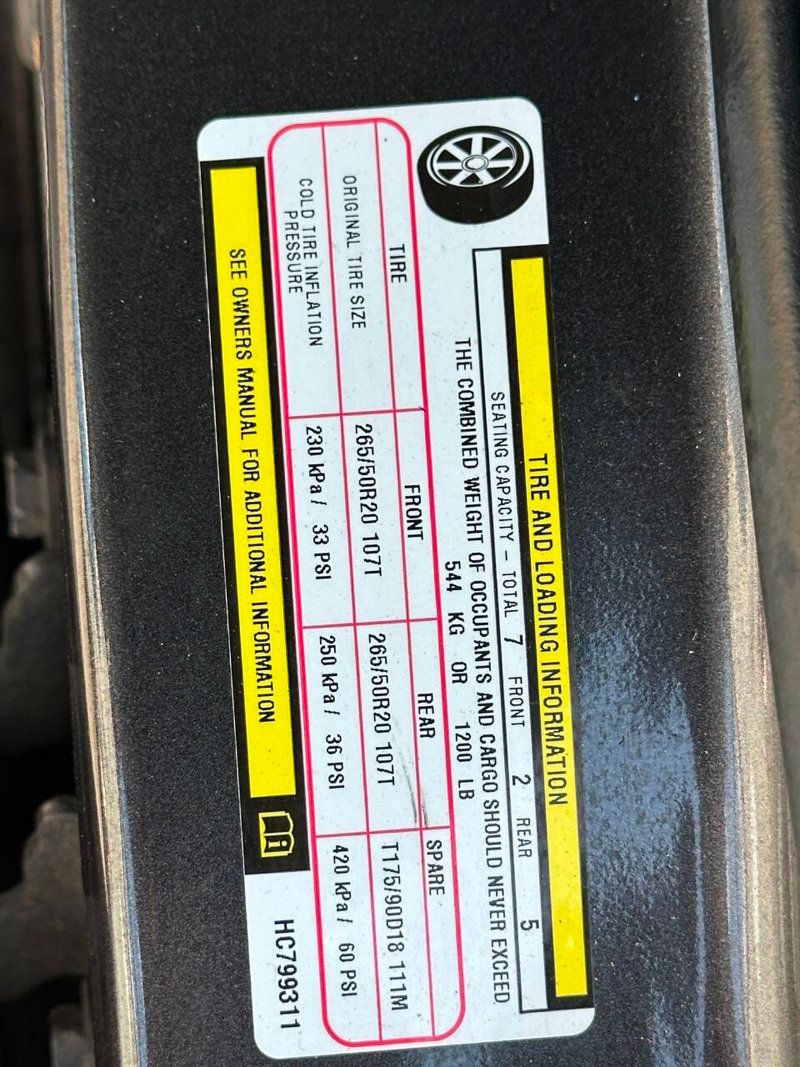 TIRE AND LOADING INFORMATION
SEATING CAPACITY – TOTAL 7 FRONT 2 REAR 5
THE COMBINED WEIGHT OF OCCUPANTS AND CARGO SHOULD NEVER EXCEED
544 KG OR 1200 LB
TIRE FRONT REAR SPARE
ORIGINAL TIRE SIZE 265/50R20 107T 265/50R20 107T T175/90D18 111M
COLD TIRE INFLATION
PRESSURE 230 kPa / 33 PSI 250 kPa / 36 PSI 420 kPa / 60 PSI
SEE OWNERS MANUAL FOR ADDITIONAL INFORMATION
HC799311